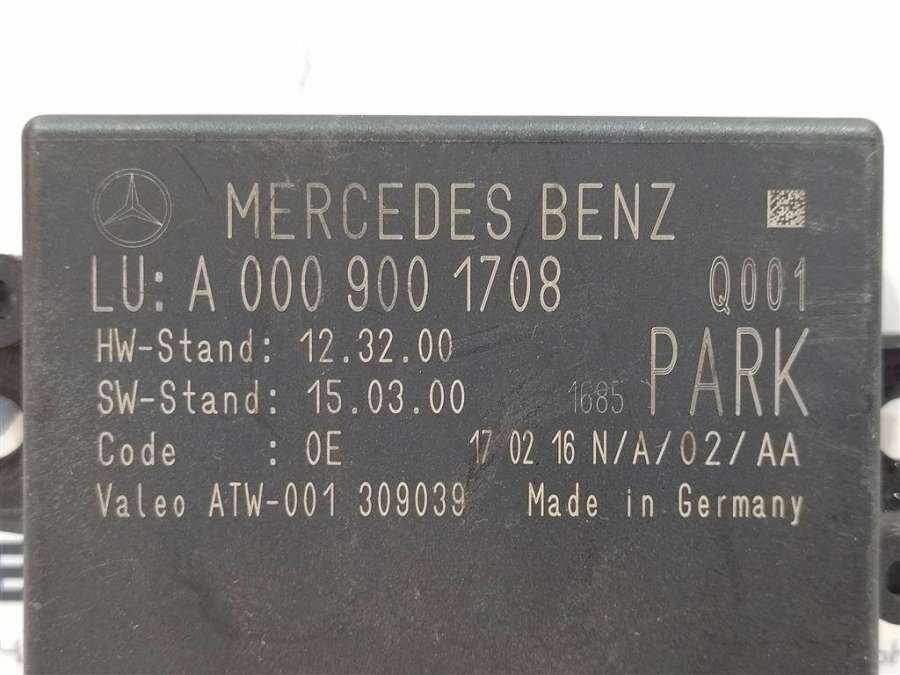 MERCEDES BENZ
LU: A 000 900 1708 Q001
HW-Stand: 12.32.00
SW-Stand: 15.03.00 1685 PARK
Code : 0E 17 02 16 N/A/02/AA
Valeo ATW-001 309039 Made in Germany